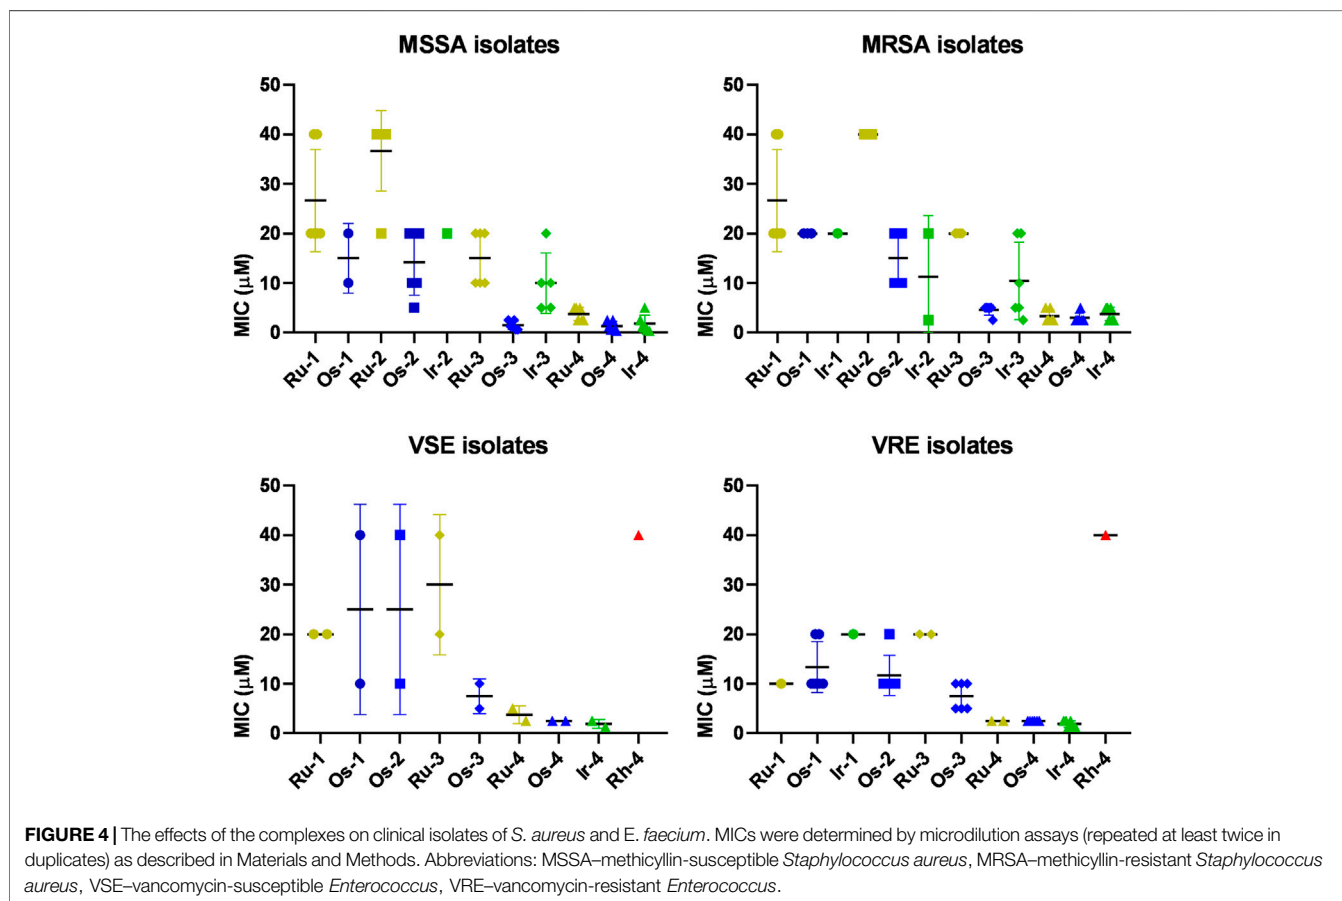 MSSA isolates
MIC (μM)
50
40
30
20
10
0
Ru-1
Os-1
Ru-2
Os-2
Ir-2
Ru-3
Os-3
Ir-3
Ru-4
Os-4
Ir-4
MRSA isolates
MIC (μM)
50
40
30
20
10
0
Ru-1
Os-1
Ir-1
Ru-2
Os-2
Ir-2
Ru-3
Os-3
Ir-3
Ru-4
Os-4
Ir-4
VSE isolates
MIC (μM)
50
40
30
20
10
0
Ru-1
Os-1
Os-2
Ru-3
Os-3
Ru-4
Os-4
Ir-4
Rh-4
VRE isolates
MIC (μM)
50
40
30
20
10
0
Ru-1
Os-1
Ir-1
Os-2
Ru-3
Os-3
Ru-4
Os-4
Ir-4
Rh-4
FIGURE 4 | The effects of the complexes on clinical isolates of S. aureus and E. faecium. MICs were determined by microdilution assays (repeated at least twice in
duplicates) as described in Materials and Methods. Abbreviations: MSSA–methicyllin-susceptible Staphylococcus aureus, MRSA–methicyllin-resistant Staphylococcus
aureus, VSE–vancomycin-susceptible Enterococcus, VRE–vancomycin-resistant Enterococcus.